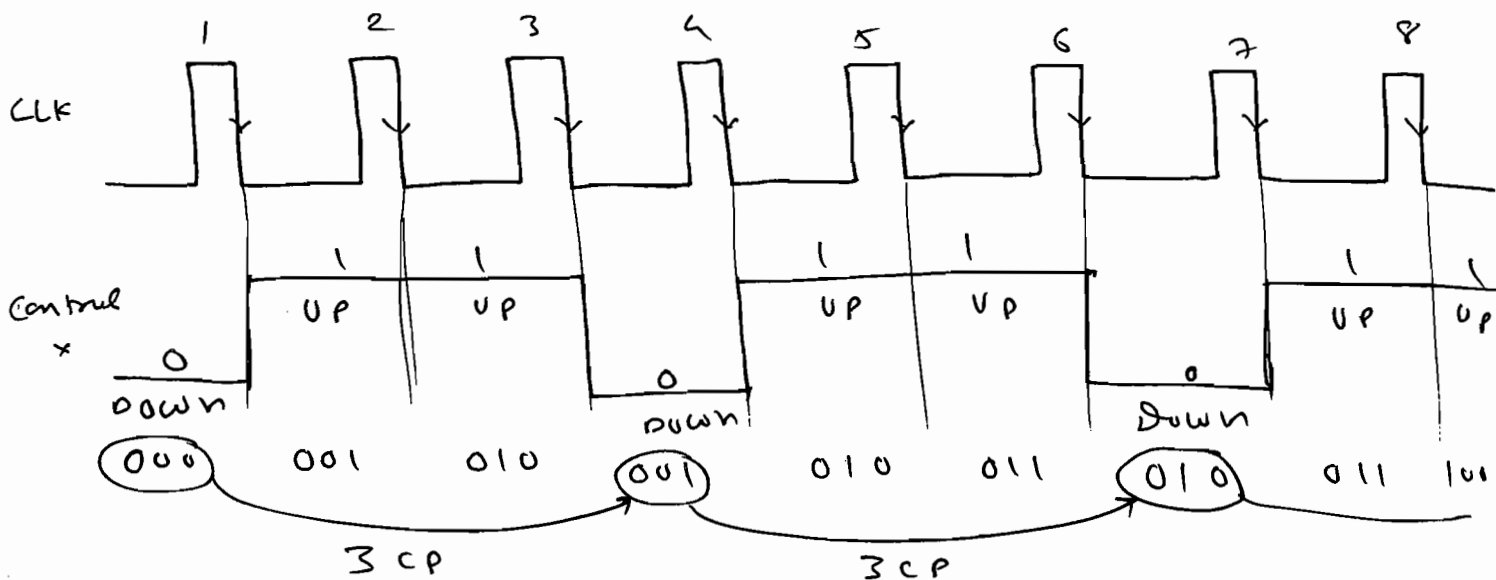 1 2 3 4 5 6 7 8
CLK
1 1 1 1 1 1
Control UP UP UP UP UP UP
x
0 0 0
DOWN DOWN DOWN
000 001 010 001 010 011 010 011 100
3 CP 3 CP